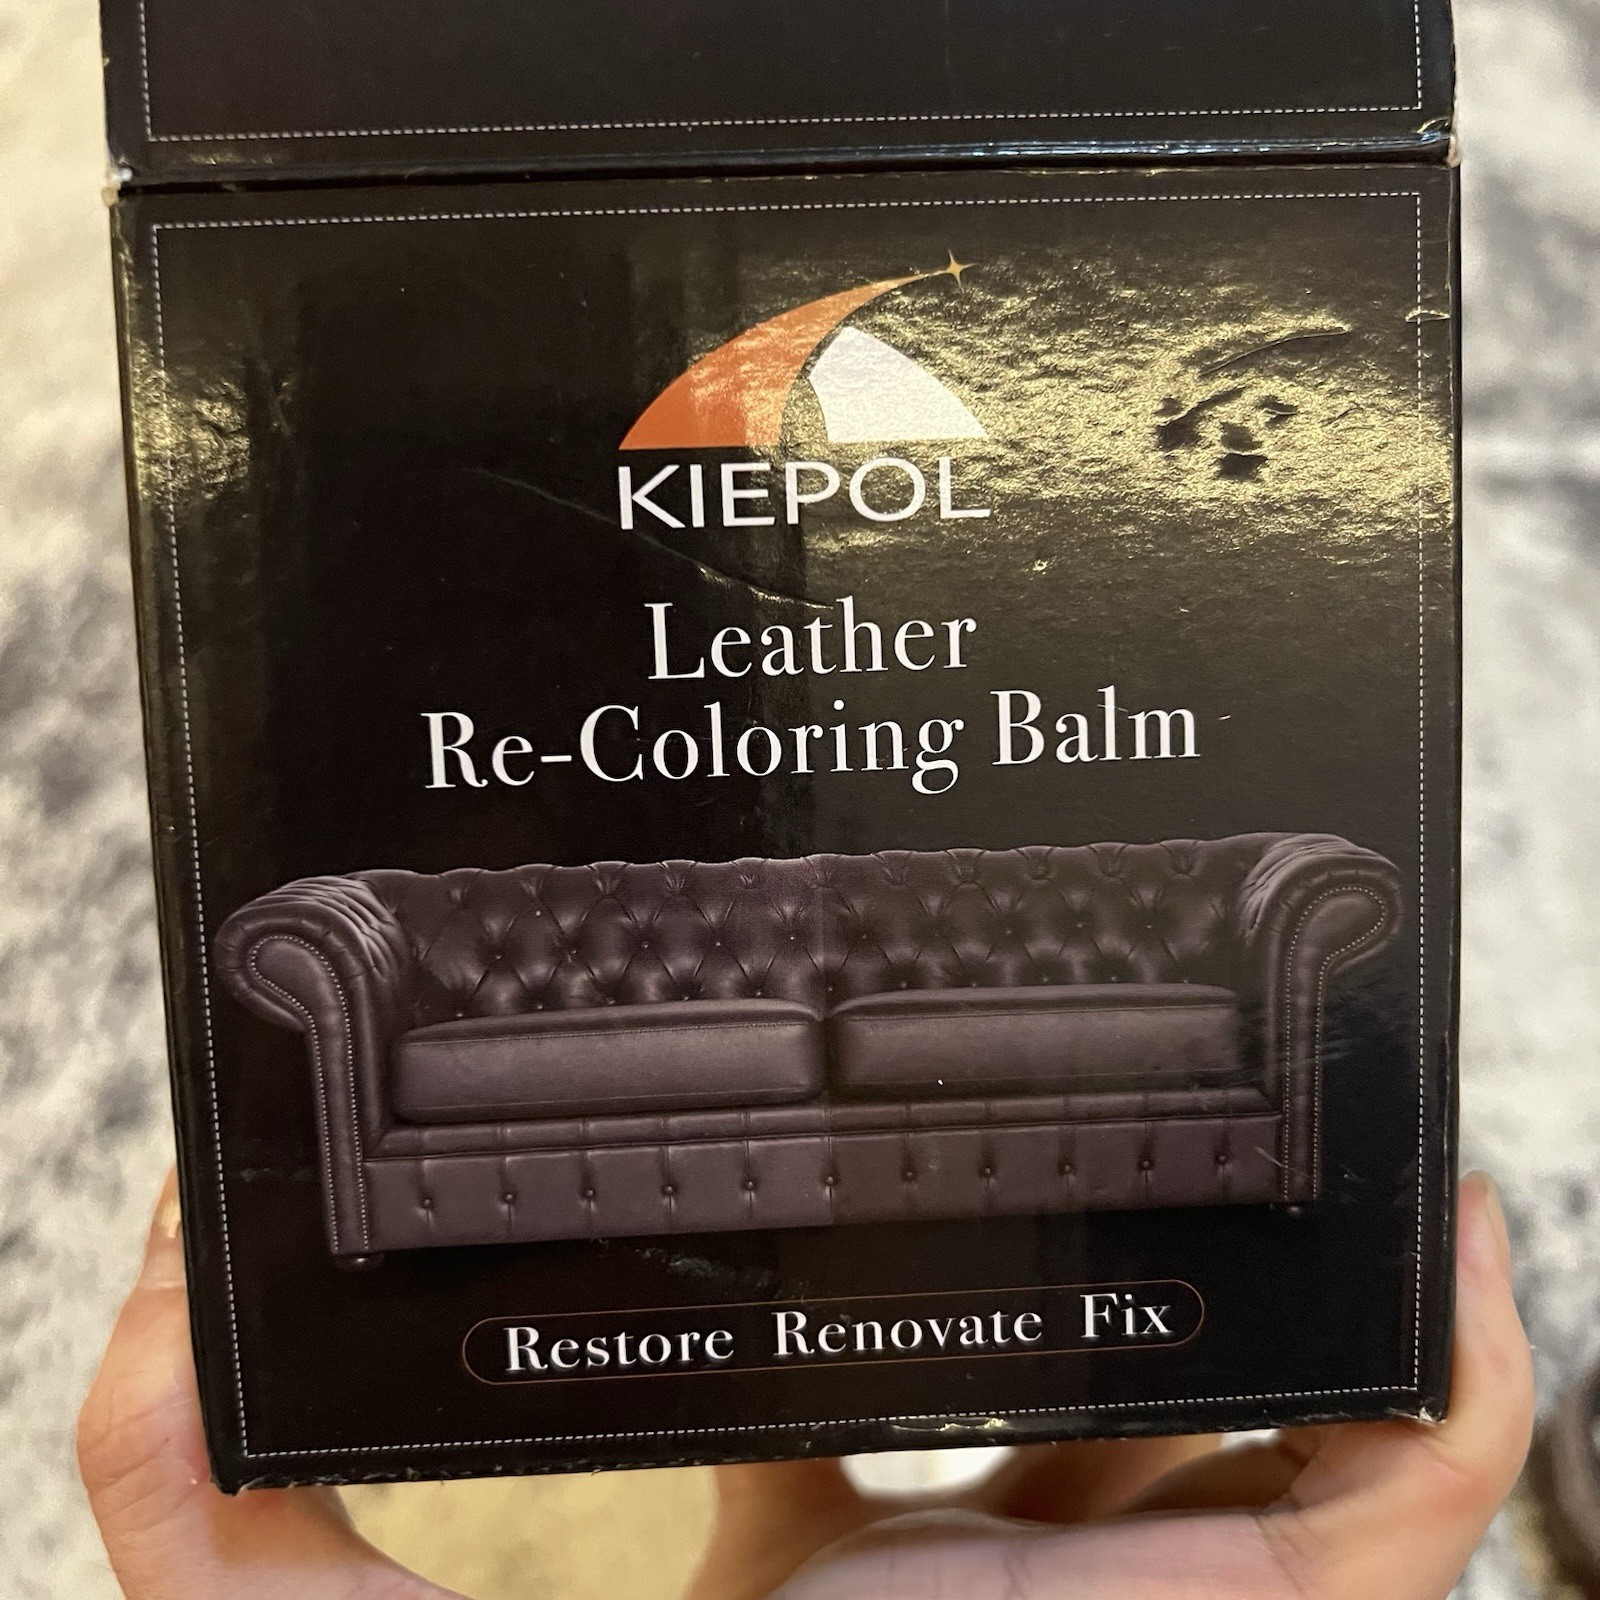 KIEPOL
Leather
Re-Coloring Balm
Restore Renovate Fix